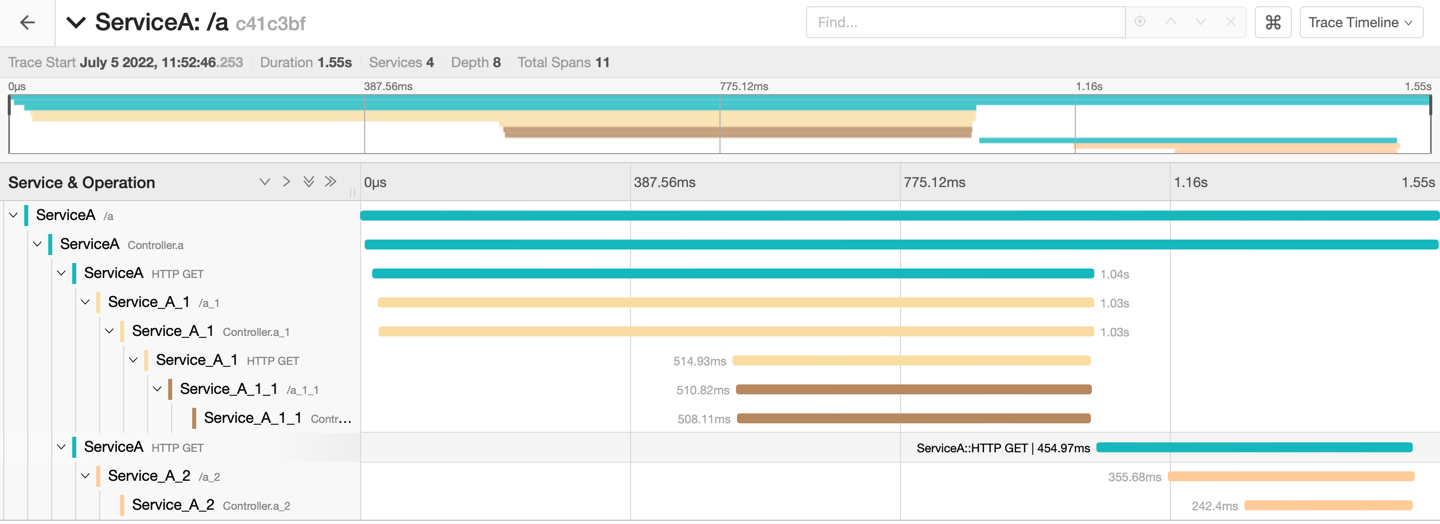 ServiceA: /a c41c3bf
Find...
Trace Timeline
Trace Start July 5 2022, 11:52:46.253 Duration 1.55s Services 4 Depth 8 Total Spans 11
0μs 387.56ms 775.12ms 1.16s 1.55s
Service & Operation 0μs 387.56ms 775.12ms 1.16s 1.55s
ServiceA /a
ServiceA Controller.a
ServiceA HTTP GET 1.04s
Service_A_1 /a_1 1.03s
Service_A_1 Controller.a_1 1.03s
Service_A_1 HTTP GET 514.93ms
Service_A_1_1 /a_1_1 510.82ms
Service_A_1_1 Contr... 508.11ms
ServiceA HTTP GET ServiceA::HTTP GET | 454.97ms
Service_A_2 /a_2 355.68ms
Service_A_2 Controller.a_2 242.4ms